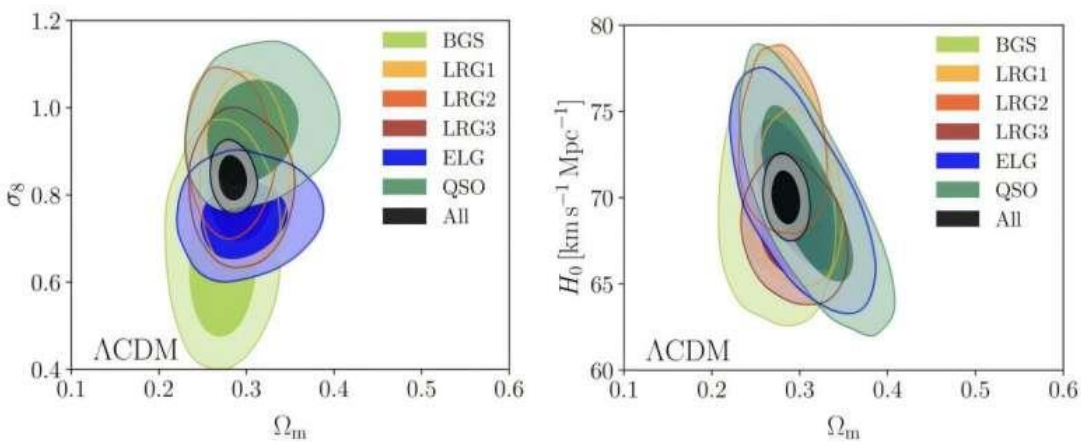 1.2
1.0
0.8
0.6
0.4
σ₈
BGS
LRG1
LRG2
LRG3
ELG
QSO
All
ΛCDM
0.1 0.2 0.3 0.4 0.5 0.6
Ωₘ
80
75
70
65
60
H₀ [km s⁻¹ Mpc⁻¹]
BGS
LRG1
LRG2
LRG3
ELG
QSO
All
ΛCDM
0.1 0.2 0.3 0.4 0.5 0.6
Ωₘ